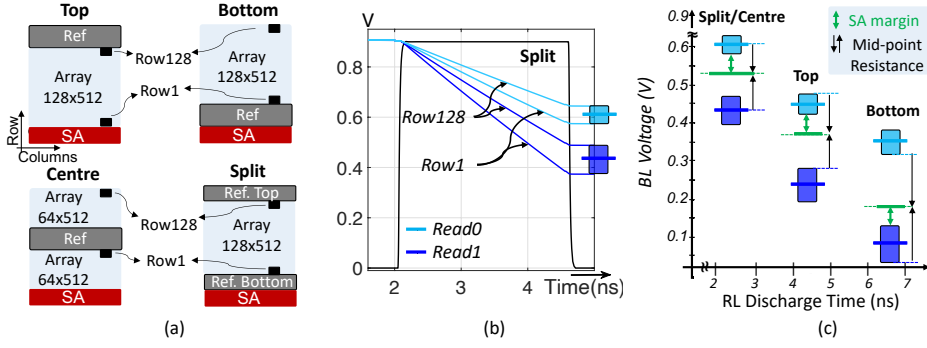 Top
Ref
Array
128x512
SA
Row
Columns
Bottom
Array
128x512
Ref
SA
Row128
Row1
Centre
Array
64x512
Ref
Array
64x512
SA
Split
Ref. Top
Array
128x512
Ref. Bottom
SA
Row128
Row1
(a)
V
0.8
0.6
0.4
0.2
0
Split
Row128
Row1
Read0
Read1
2
3
4
Time(ns)
(b)
BL Voltage (V)
0.9
0.6
0.5
0.4
0.3
0.2
0.1
Split/Centre
Top
Bottom
SA margin
Mid-point
Resistance
2
3
4
5
6
7
RL Discharge Time (ns)
(c)